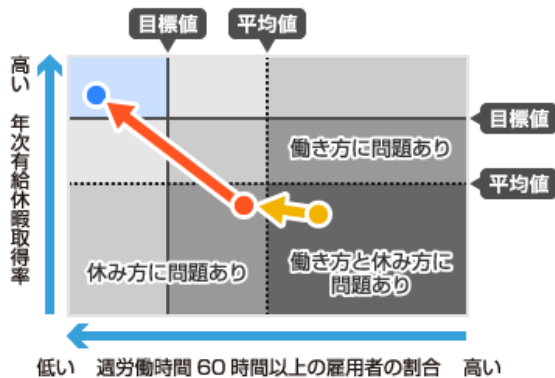 目標値
平均値
高い 年次有給休暇取得率
目標値
働き方に問題あり
平均値
休み方に問題あり
働き方と休み方に
問題あり
低い 週労働時間60時間以上の雇用者の割合 高い